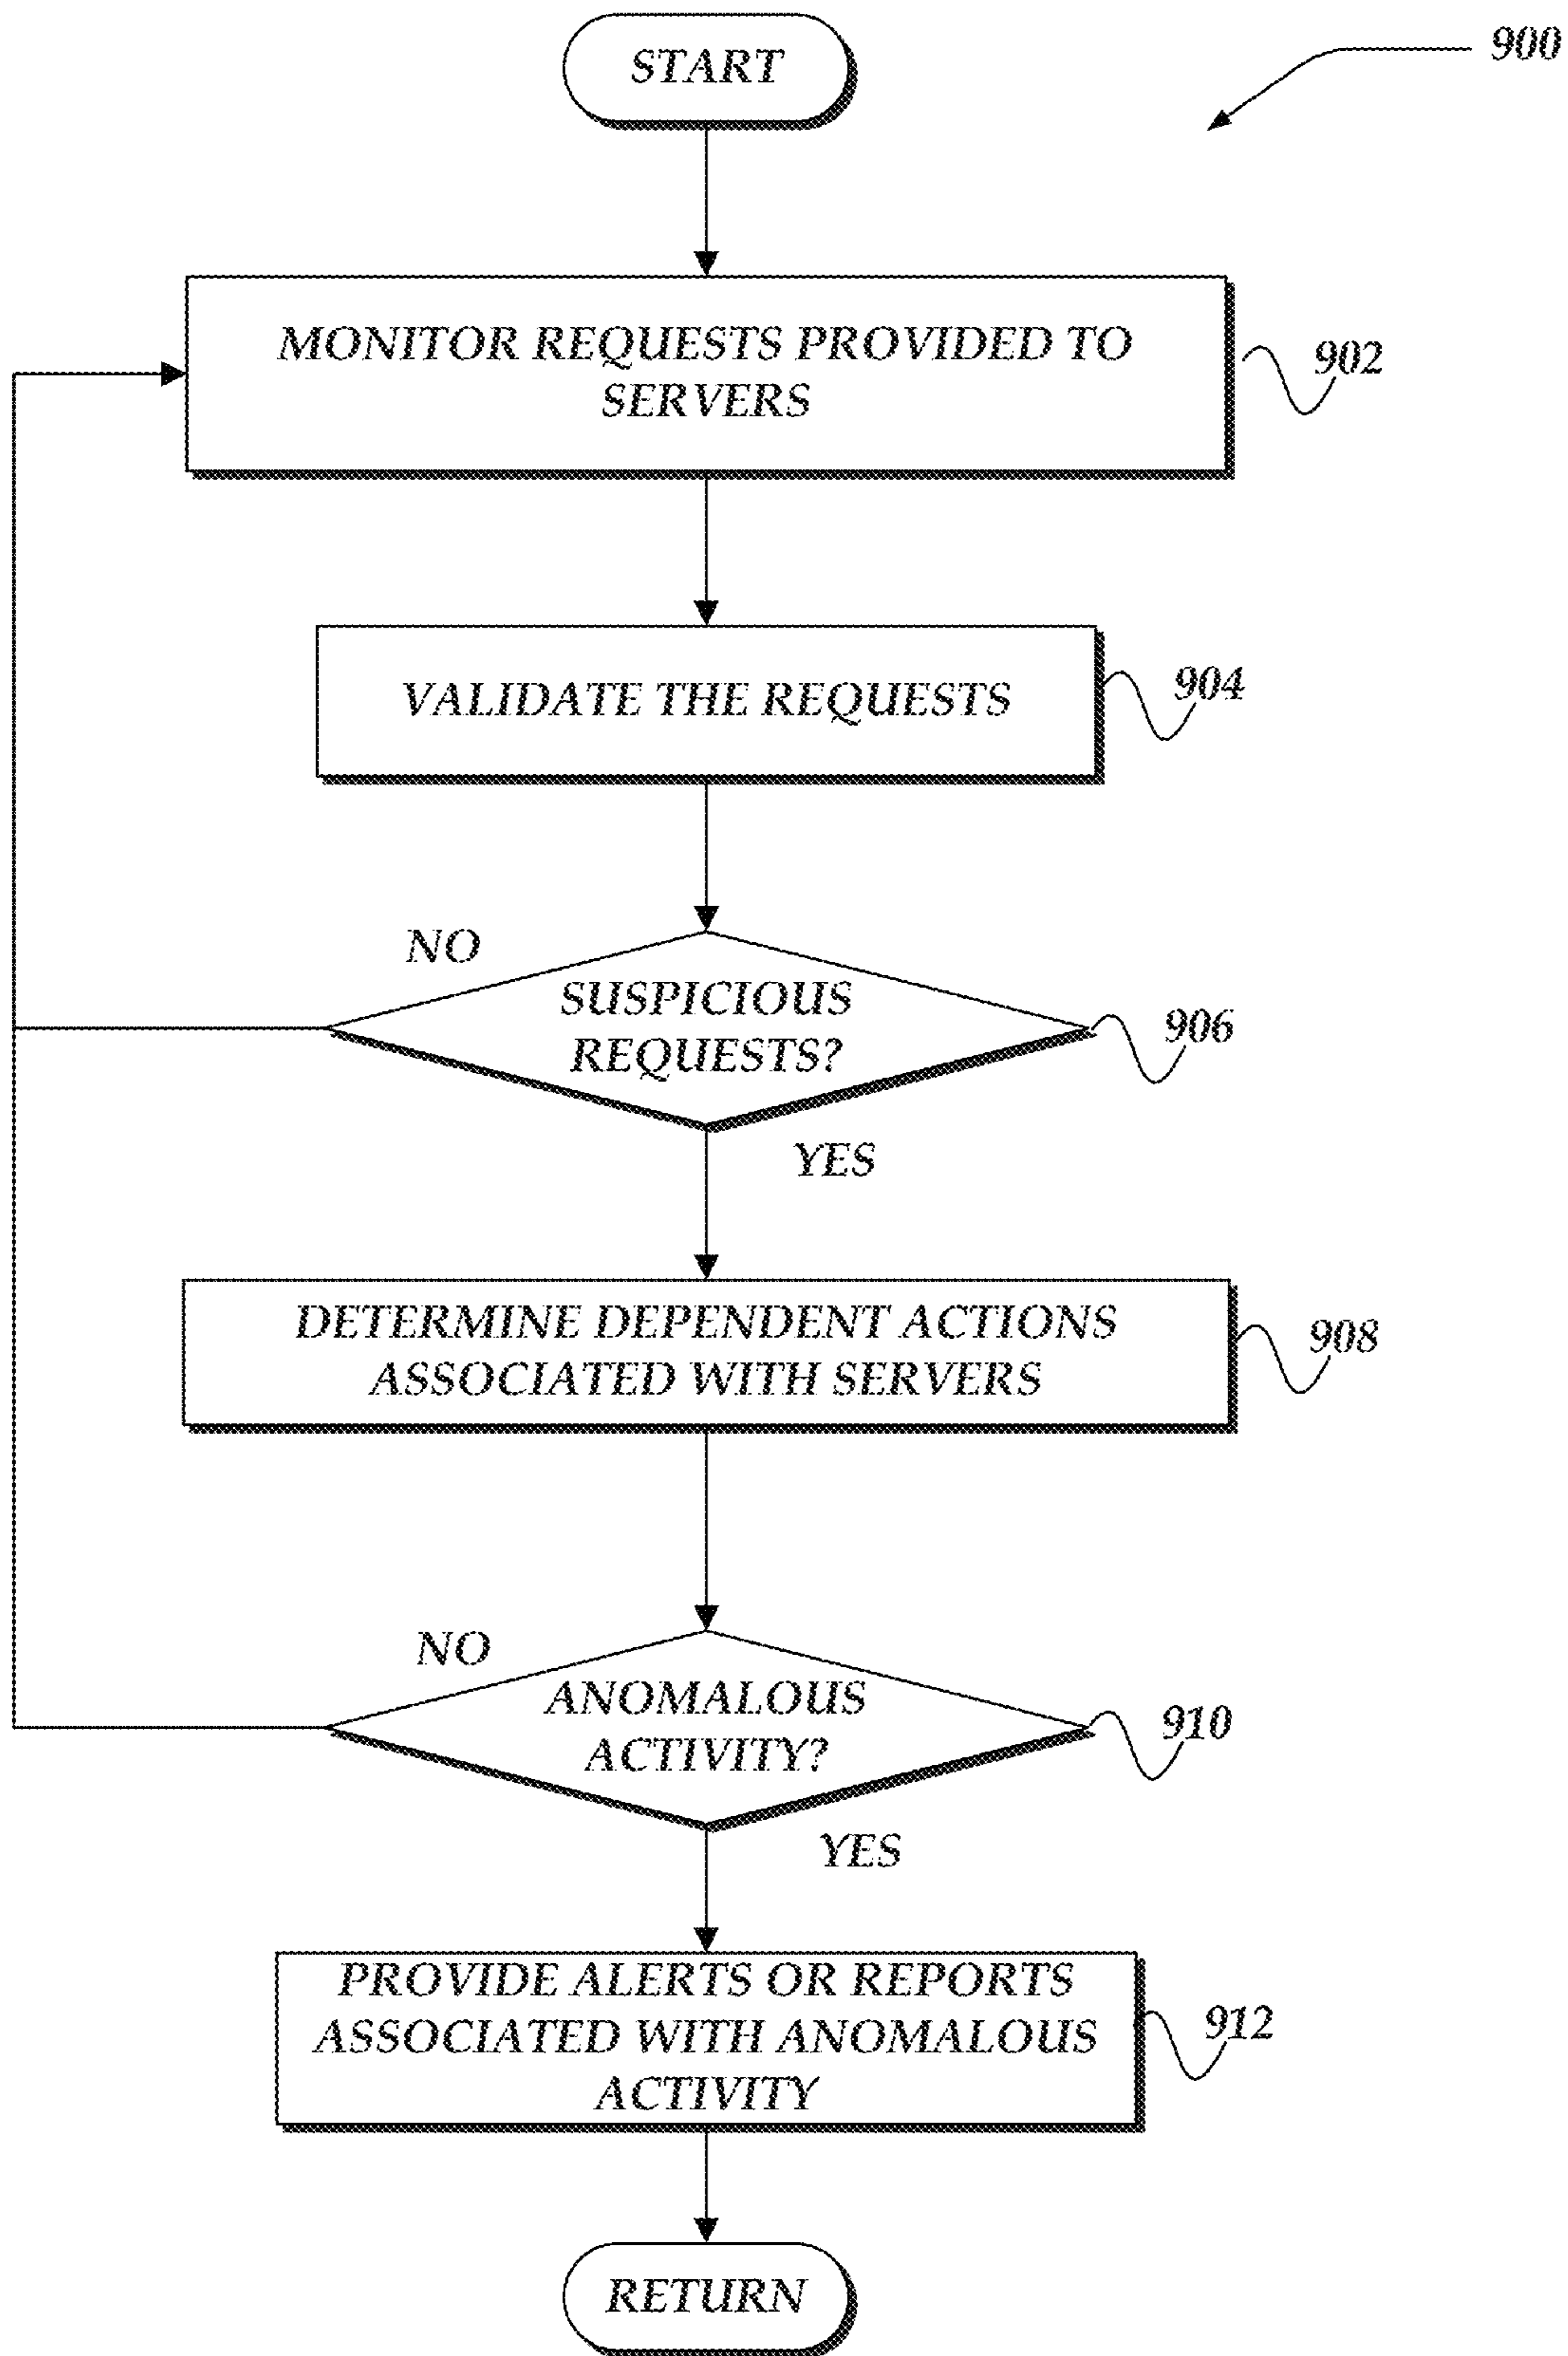 START
900
MONITOR REQUESTS PROVIDED TO
SERVERS
902
VALIDATE THE REQUESTS
904
NO
SUSPICIOUS
REQUESTS?
906
YES
DETERMINE DEPENDENT ACTIONS
ASSOCIATED WITH SERVERS
908
NO
ANOMALOUS
ACTIVITY?
910
YES
PROVIDE ALERTS OR REPORTS
ASSOCIATED WITH ANOMALOUS
ACTIVITY
912
RETURN